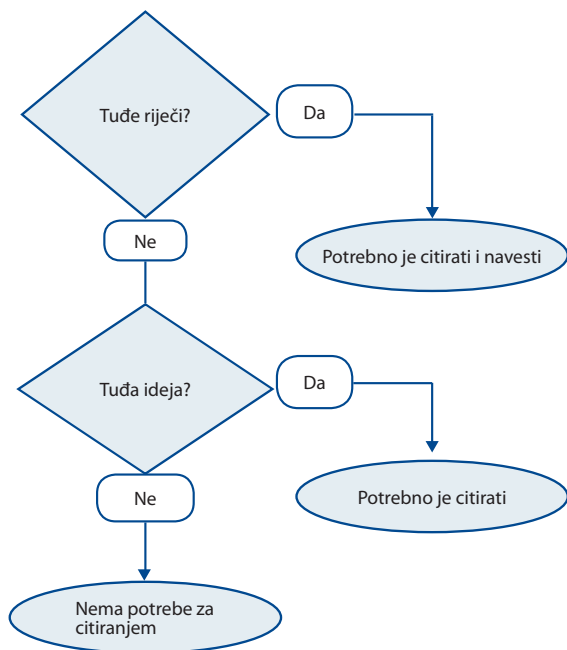 Tuđe riječi?
Da
Ne
Potrebno je citirati i navesti
Tuđa ideja?
Da
Ne
Potrebno je citirati
Nema potrebe za
citiranjem